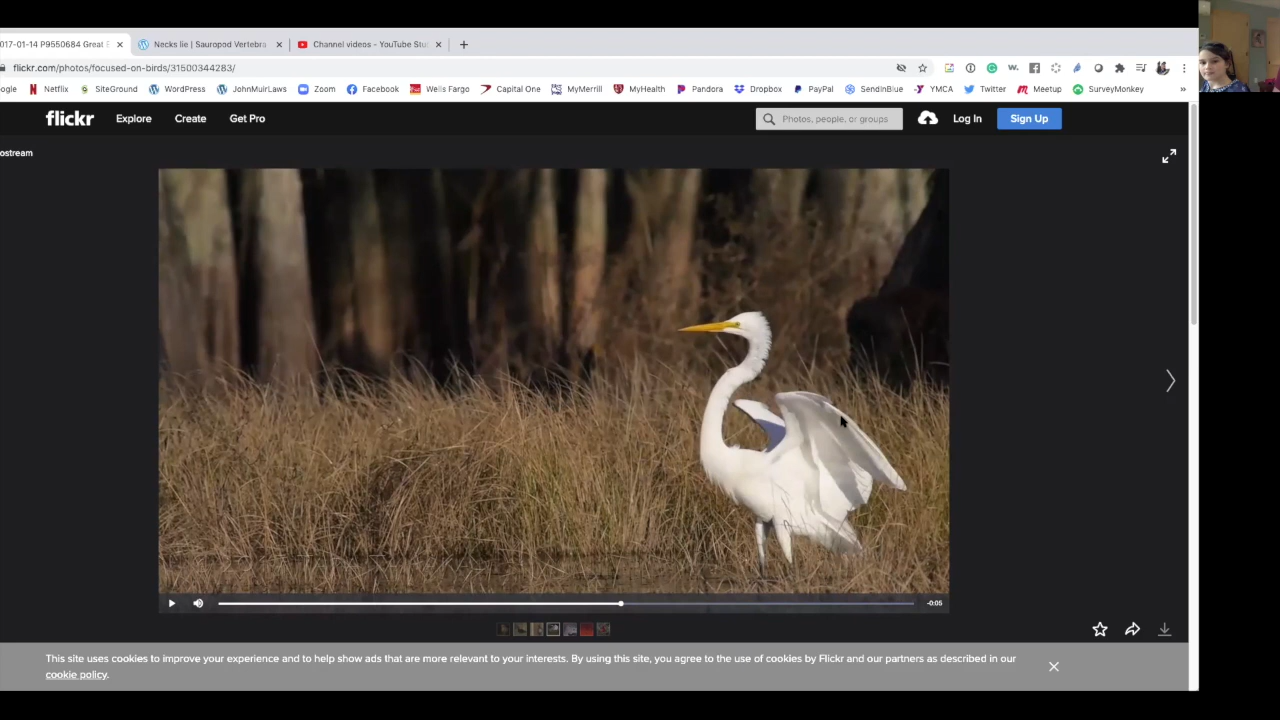 017-01-14 P9550684 Great E
Necks lie | Sauropod Vertebra
Channel videos - YouTube Stu
flickr.com/photos/focused-on-birds/31500344283/
ogle Netflix SiteGround WordPress JohnMuirLaws Zoom Facebook Wells Fargo Capital One MyMerrill MyHealth Pandora Dropbox PayPal SendinBlue YMCA Twitter Meetup SurveyMonkey »
flickr Explore Create Get Pro Photos, people, or groups Log In Sign Up
ostream
-0:05
This site uses cookies to improve your experience and to help show ads that are more relevant to your interests. By using this site, you agree to the use of cookies by Flickr and our partners as described in our
cookie policy.